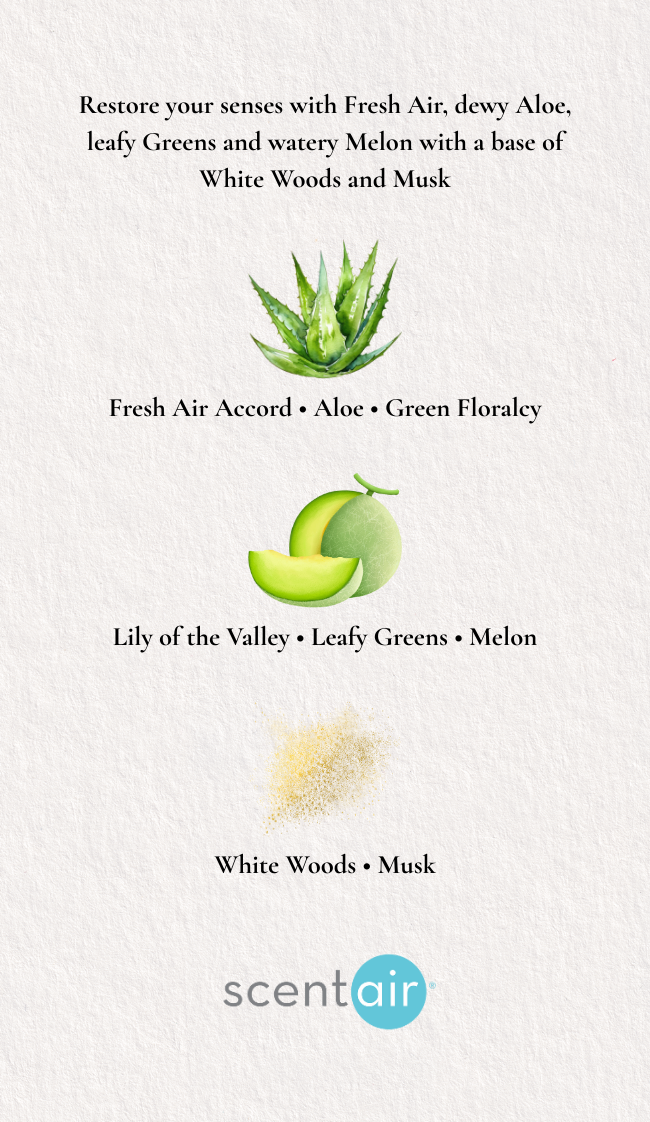 Restore your senses with Fresh Air, dewy Aloe,
leafy Greens and watery Melon with a base of
White Woods and Musk
Fresh Air Accord • Aloe • Green Floralcy
Lily of the Valley • Leafy Greens • Melon
White Woods • Musk
scentair®